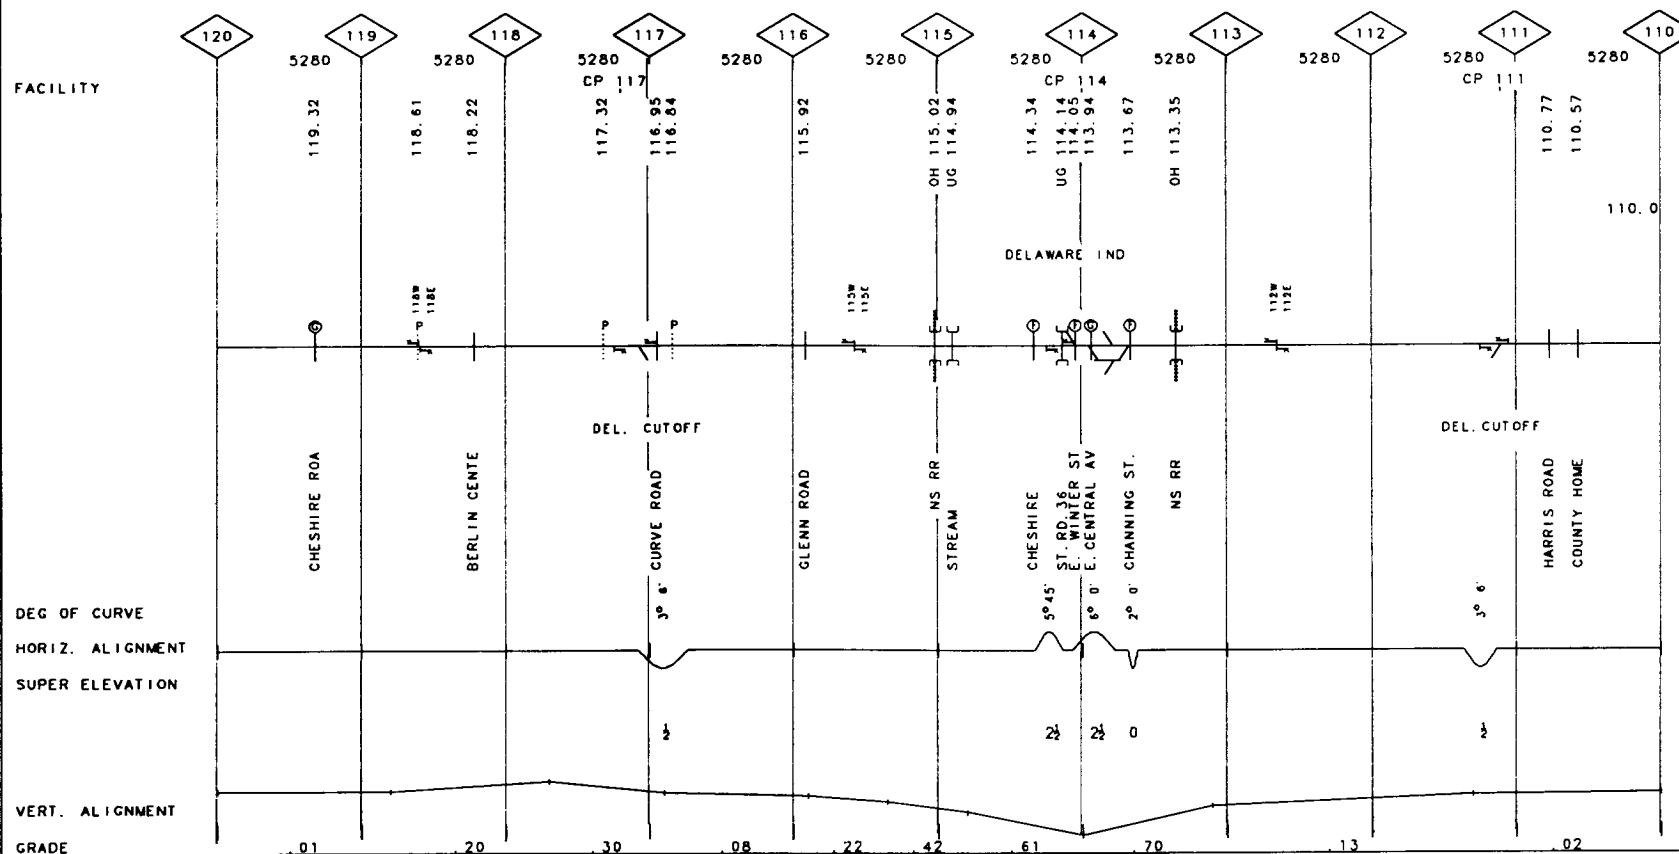 120 119 118 117 116 115 114 113 112 111 110
5280 5280 5280 5280 5280 5280 5280 5280 5280 5280
CP 117 CP 114 CP 111
FACILITY
119.32 118.61 118.22 117.32 116.95 116.84 115.92 OH 115.02 UG 114.94 114.34 UG 114.14 114.05 113.94 113.67 OH 113.35 110.77 110.57
110.0
DELAWARE IND
118W 118E 115W 115E 112W 112E
G P P P F F G F
DEL. CUTOFF DEL. CUTOFF
CHESHIRE ROA
BERLIN CENTE
CURVE ROAD
GLENN ROAD
NS RR
STREAM
CHESHIRE
ST. RD. 36
E. WINTER ST
E. CENTRAL AV
CHANNING ST.
NS RR
HARRIS ROAD
COUNTY HOME
DEG OF CURVE 3° 6' 5° 45' 6° 0' 2° 0' 3° 6'
HORIZ. ALIGNMENT
SUPER ELEVATION
½ 2½ 2½ 0 ½
VERT. ALIGNMENT
GRADE .01 .20 .30 .08 .22 .42 .61 .70 .13 .02